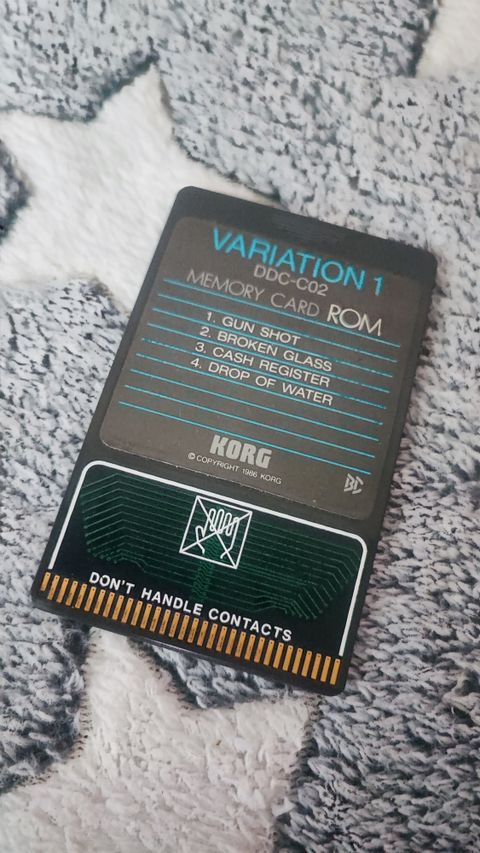 VARIATION 1
DDC-C02
MEMORY CARD ROM
1. GUN SHOT
2. BROKEN GLASS
3. CASH REGISTER
4. DROP OF WATER
KORG
© COPYRIGHT 1986 KORG
DON'T HANDLE CONTACTS